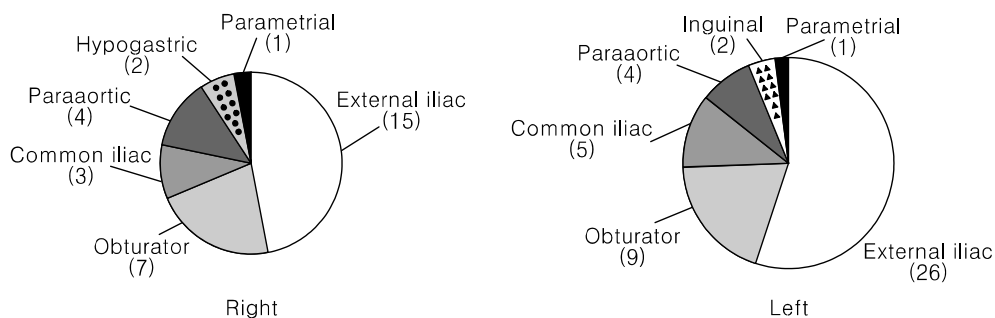 Parametrial
(1)
Hypogastric
(2)
Paraaortic
(4)
Common iliac
(3)
Obturator
(7)
External iliac
(15)
Right
Inguinal
(2)
Parametrial
(1)
Paraaortic
(4)
Common iliac
(5)
Obturator
(9)
External iliac
(26)
Left